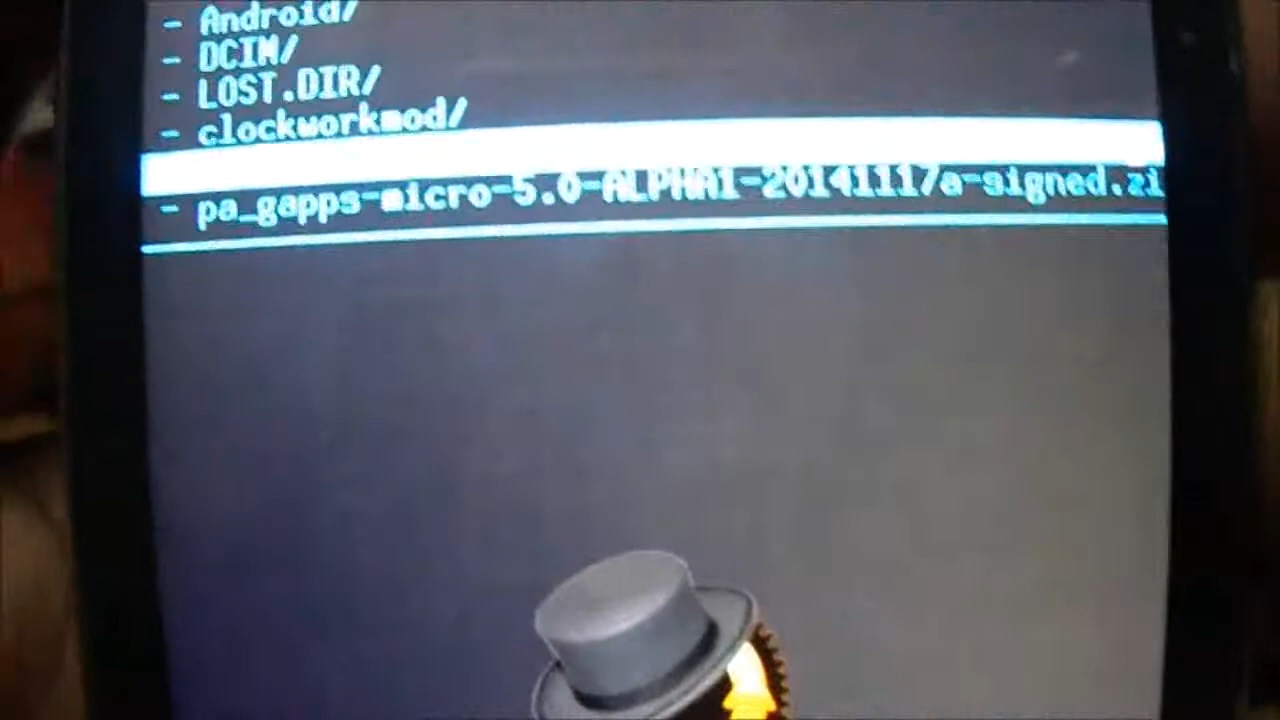 - Android/
- DCIM/
- LOST.DIR/
- clockworkmod/
- pa_gapps-micro-5.0-ALPHA1-20141117a-signed.zi